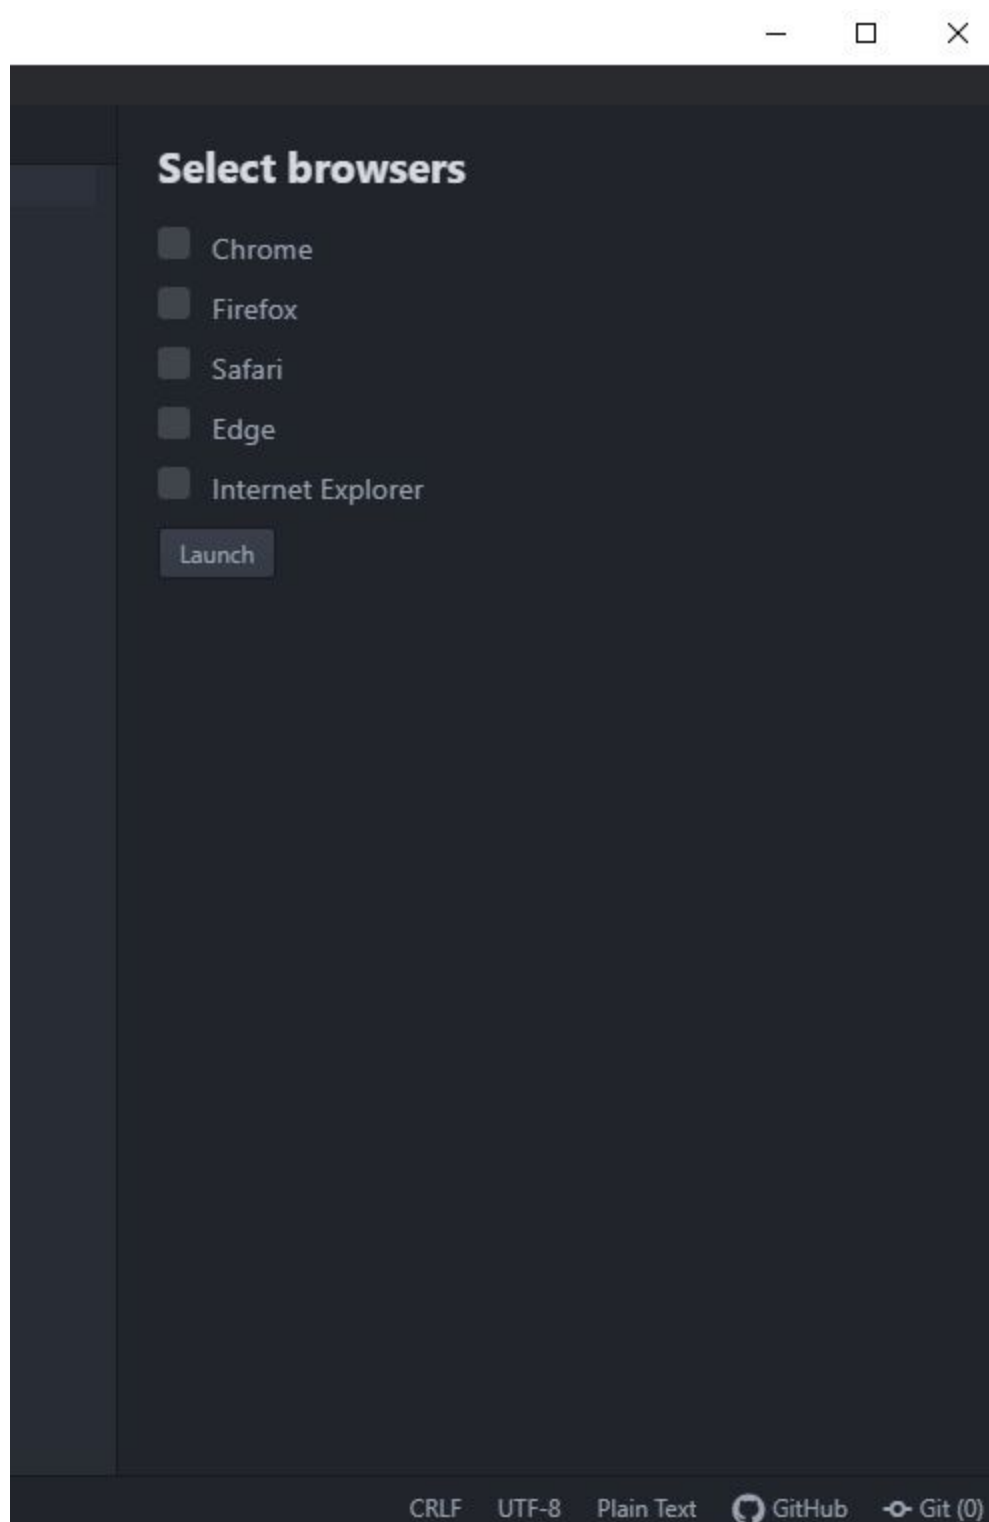 Select browsers
Chrome
Firefox
Safari
Edge
Internet Explorer
Launch
CRLF UTF-8 Plain Text GitHub Git (0)